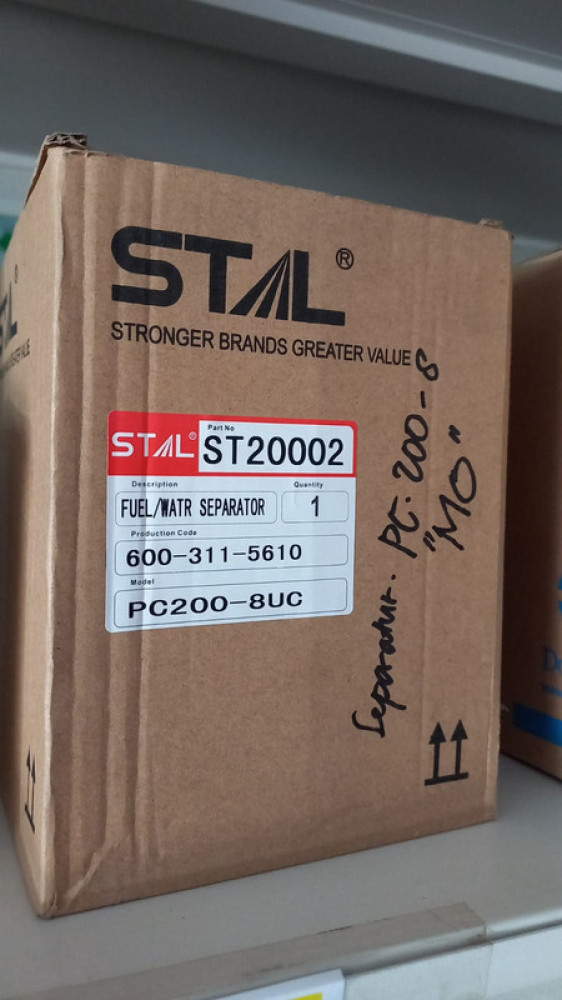 STAL®
STRONGER BRANDS GREATER VALUE
STAL®
Part No
ST20002
Description
Quantity
FUEL/WATR SEPARATOR
1
Production Code
600-311-5610
Model
PC200-8UC
Separatur. PC.200-8
"MO"